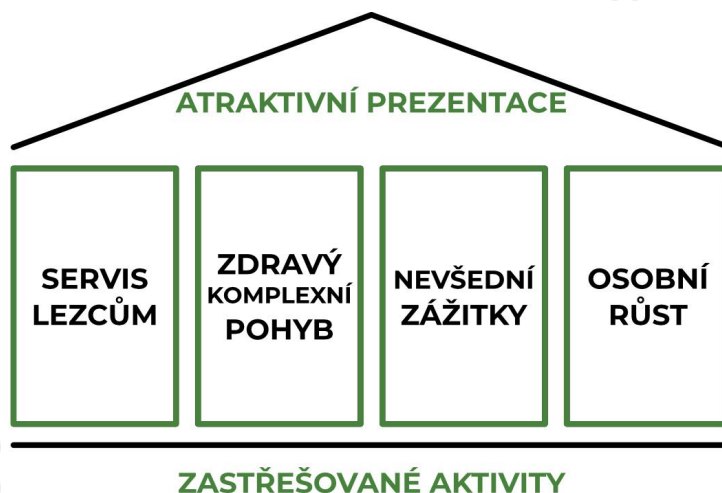 ATRAKTIVNÍ PREZENTACE
SERVIS
LEZCŮM
ZDRAVÝ
KOMPLEXNÍ
POHYB
NEVŠEDNÍ
ZÁŽITKY
OSOBNÍ
RŮST
ZASTŘEŠOVANÉ AKTIVITY